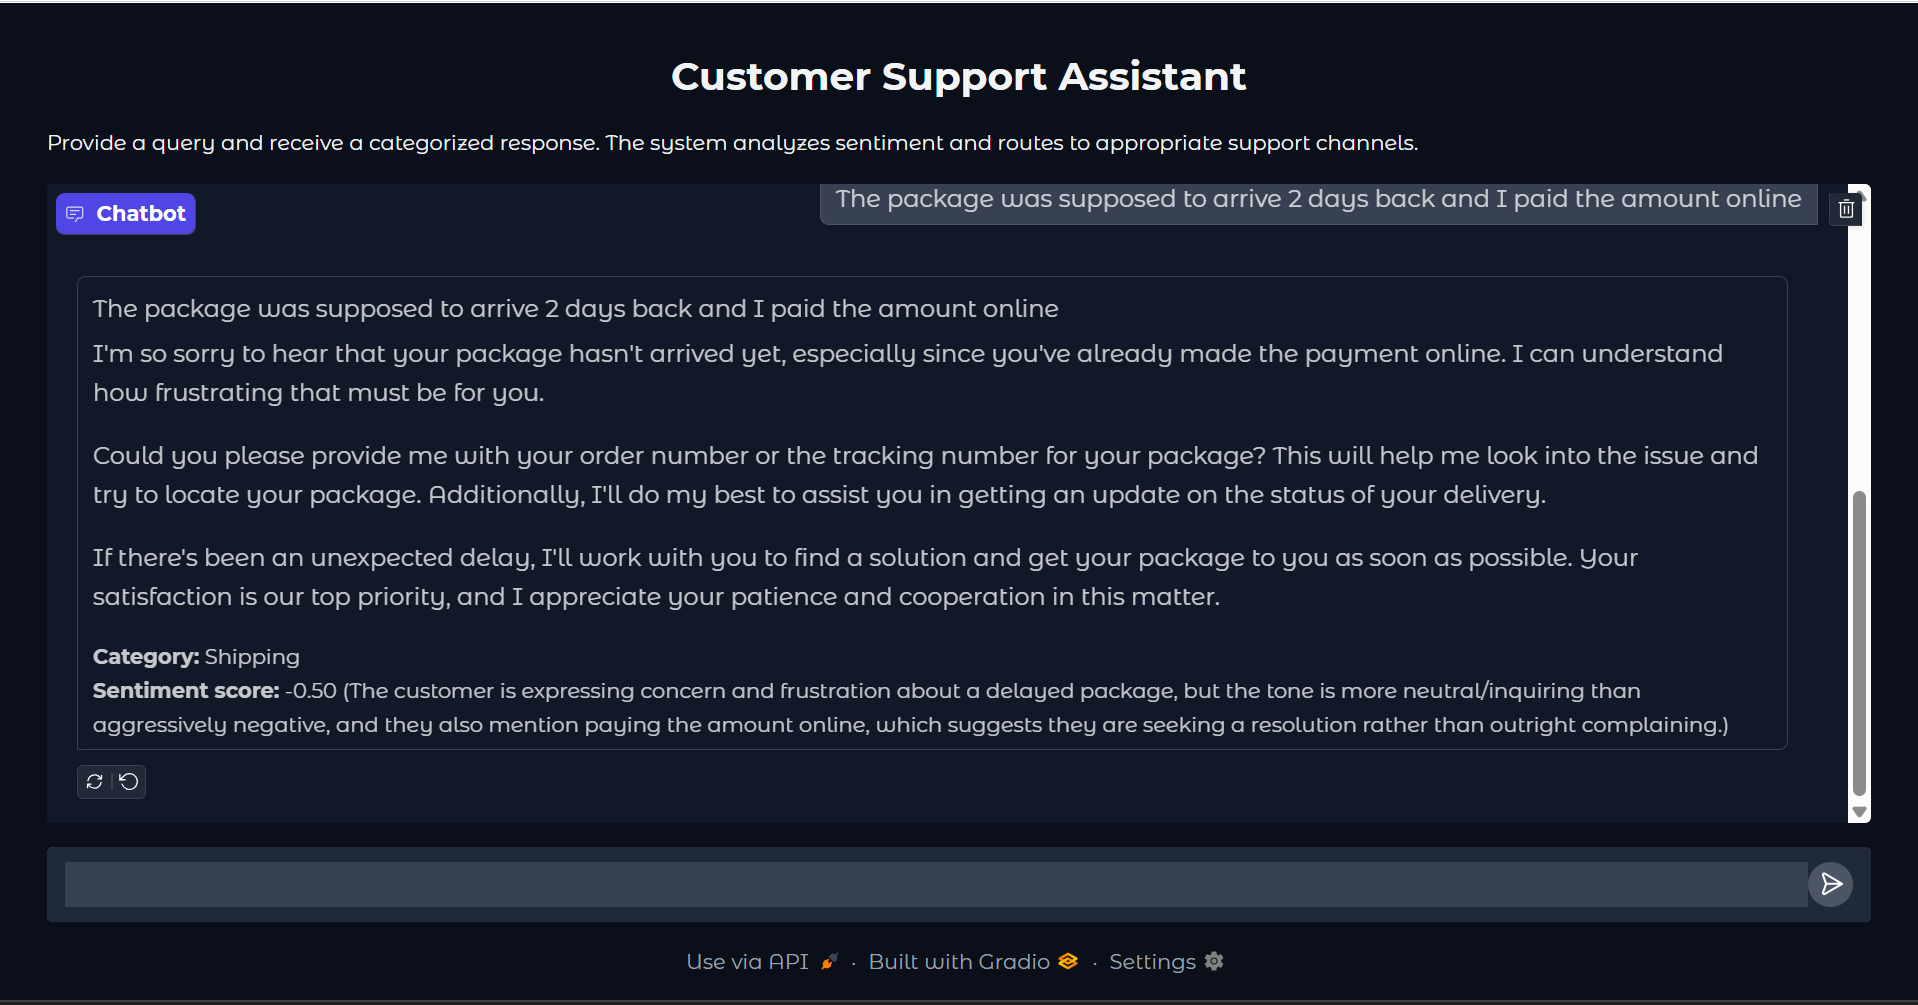 Customer Support Assistant
Provide a query and receive a categorized response. The system analyzes sentiment and routes to appropriate support channels.
Chatbot
The package was supposed to arrive 2 days back and I paid the amount online
The package was supposed to arrive 2 days back and I paid the amount online
I'm so sorry to hear that your package hasn't arrived yet, especially since you've already made the payment online. I can understand
how frustrating that must be for you.
Could you please provide me with your order number or the tracking number for your package? This will help me look into the issue and
try to locate your package. Additionally, I'll do my best to assist you in getting an update on the status of your delivery.
If there's been an unexpected delay, I'll work with you to find a solution and get your package to you as soon as possible. Your
satisfaction is our top priority, and I appreciate your patience and cooperation in this matter.
Category: Shipping
Sentiment score: -0.50 (The customer is expressing concern and frustration about a delayed package, but the tone is more neutral/inquiring than
aggressively negative, and they also mention paying the amount online, which suggests they are seeking a resolution rather than outright complaining.)
Use via API · Built with Gradio · Settings